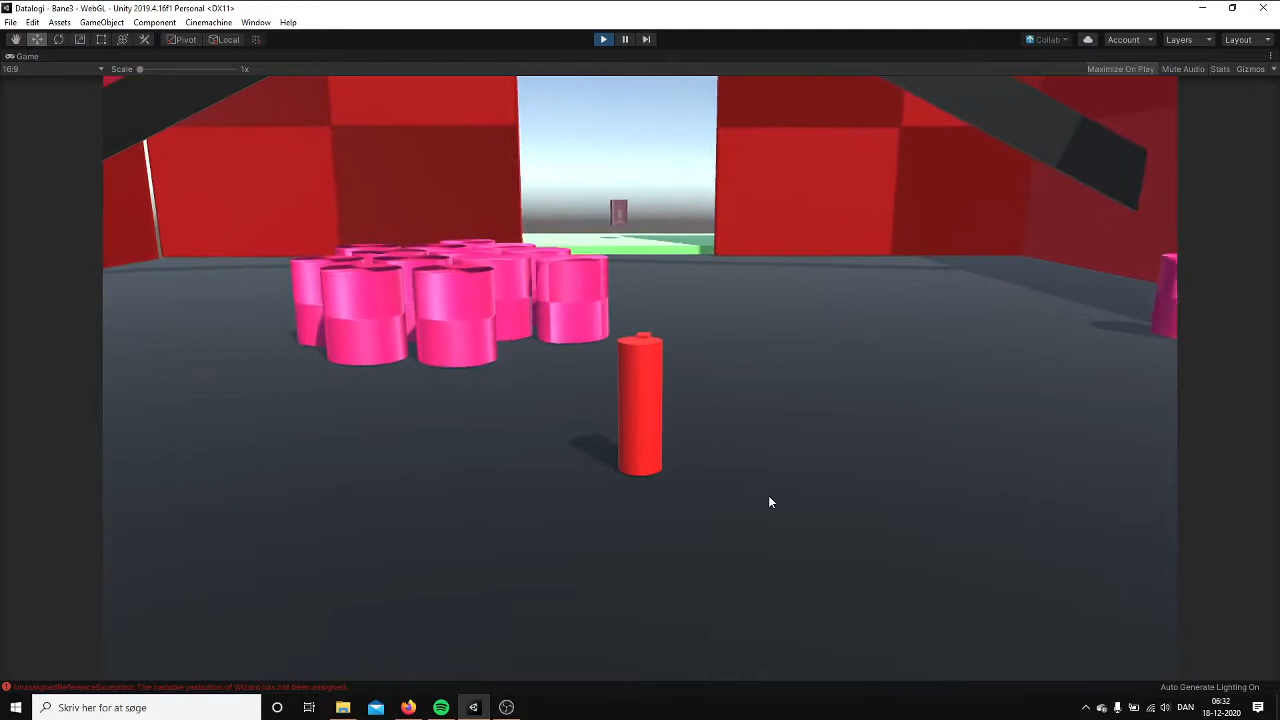 Datalogi - Bane3 - WebGL - Unity 2019.4.16f1 Personal <DX11>
File Edit Assets GameObject Component Cinemachine Window Help
Pivot Local Collab Account Layers Layout
Game
16:9 Scale 1x Maximize On Play Mute Audio Stats Gizmos
UnassignedReferenceException: The variable yesbutton of Wizard has not been assigned.
Auto Generate Lighting On
Skriv her for at søge
DAN
06:32
18-12-2020